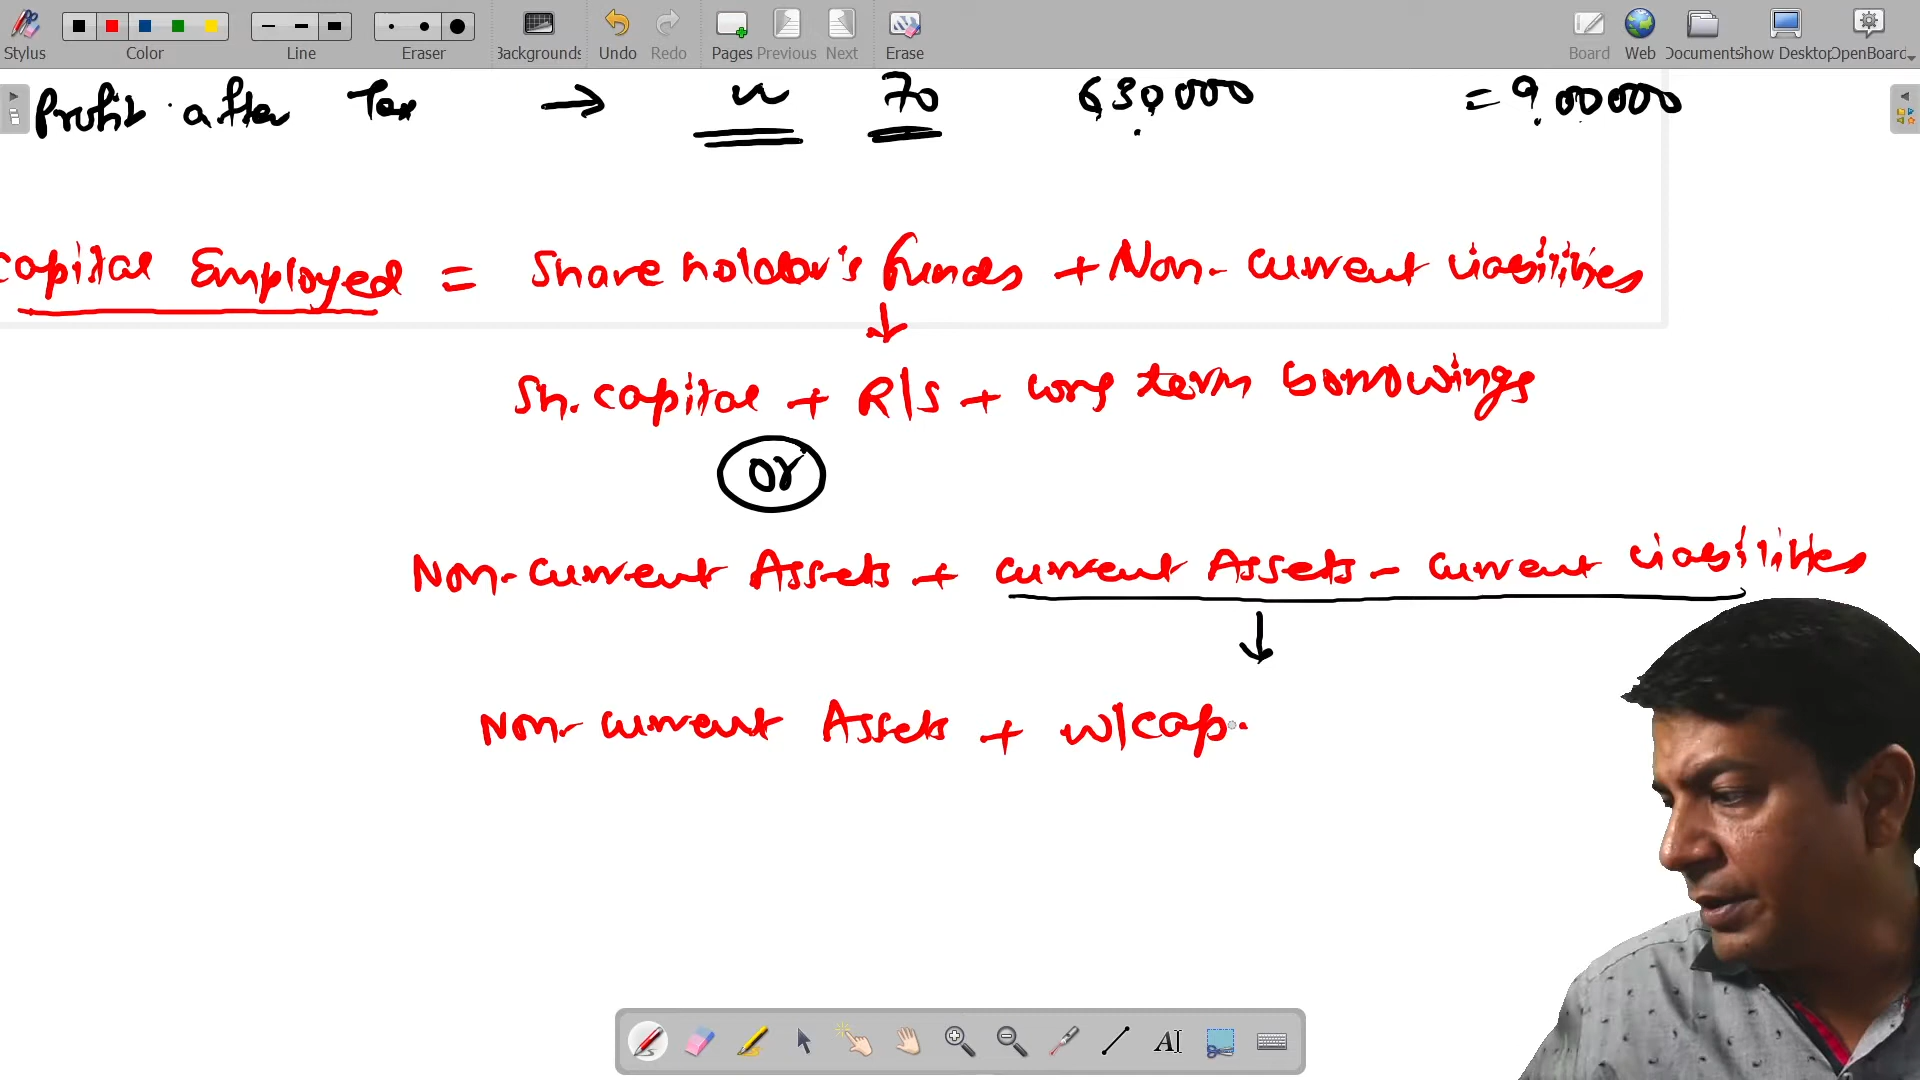 Stylus Color Line Eraser Backgrounds Undo Redo Pages Previous Next Erase Board Web Documents Show Desktop OpenBoard
Profit after Tax → 70 630000 = 900000
Capital Employed = Shareholder's funds + Non-Current Liabilities
Sh. Capital + R/S + Long term borrowings
or
Non-Current Assets + Current Assets - Current Liabilities
Non-Current Assets + W/Cap.